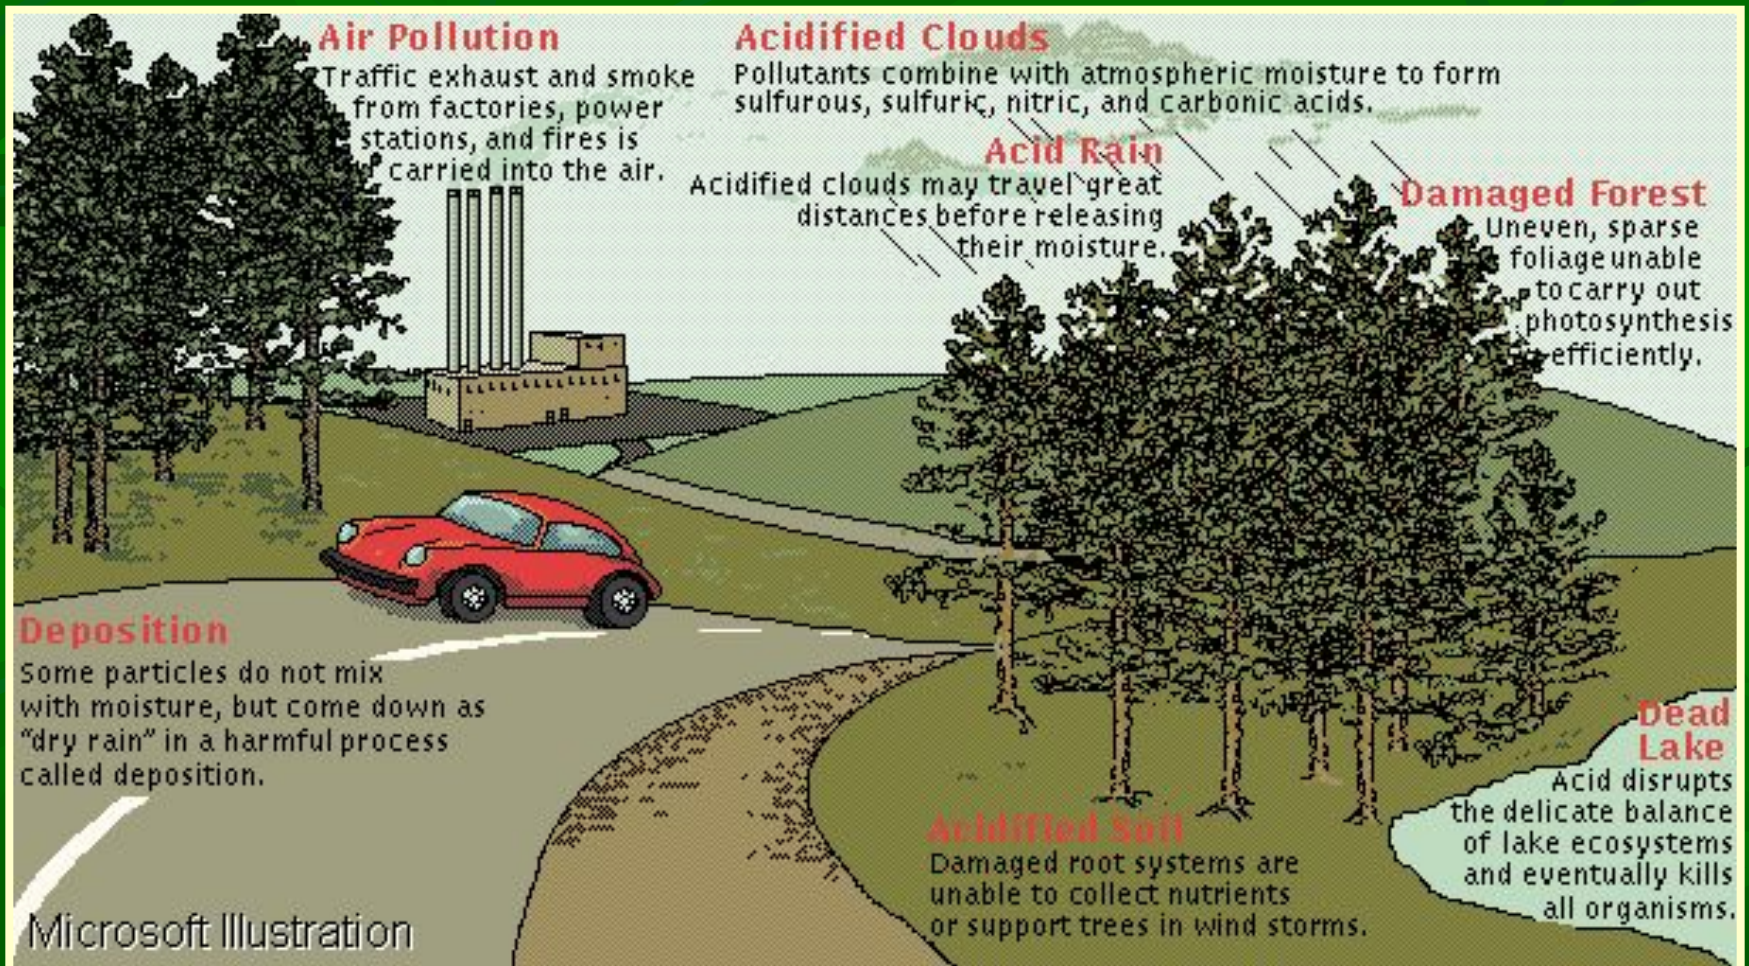 Air Pollution
Traffic exhaust and smoke
from factories, power
stations, and fires is
carried into the air.
Acidified Clouds
Pollutants combine with atmospheric moisture to form
sulfurous, sulfuric, nitric, and carbonic acids.
Acid Rain
Acidified clouds may travel great
distances before releasing
their moisture.
Damaged Forest
Uneven, sparse
foliage unable
to carry out
photosynthesis
efficiently.
Deposition
Some particles do not mix
with moisture, but come down as
"dry rain" in a harmful process
called deposition.
Acidified Soil
Damaged root systems are
unable to collect nutrients
or support trees in wind storms.
Dead
Lake
Acid disrupts
the delicate balance
of lake ecosystems
and eventually kills
all organisms.
Microsoft Illustration